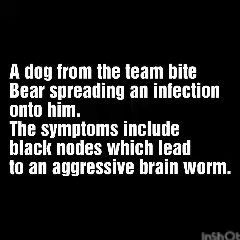 A dog from the team bite
Bear spreading an infection
onto him.
The symptoms include
black nodes which lead
to an aggressive brain worm.